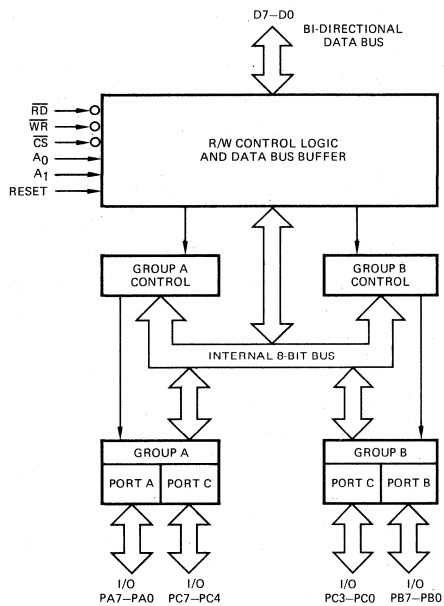 D7–D0
BI-DIRECTIONAL
DATA BUS
RD
WR
CS
A0
A1
RESET
R/W CONTROL LOGIC
AND DATA BUS BUFFER
GROUP A
CONTROL
GROUP B
CONTROL
INTERNAL 8-BIT BUS
GROUP A
PORT A
PORT C
GROUP B
PORT C
PORT B
I/O
PA7–PA0
I/O
PC7–PC4
I/O
PC3–PC0
I/O
PB7–PB0